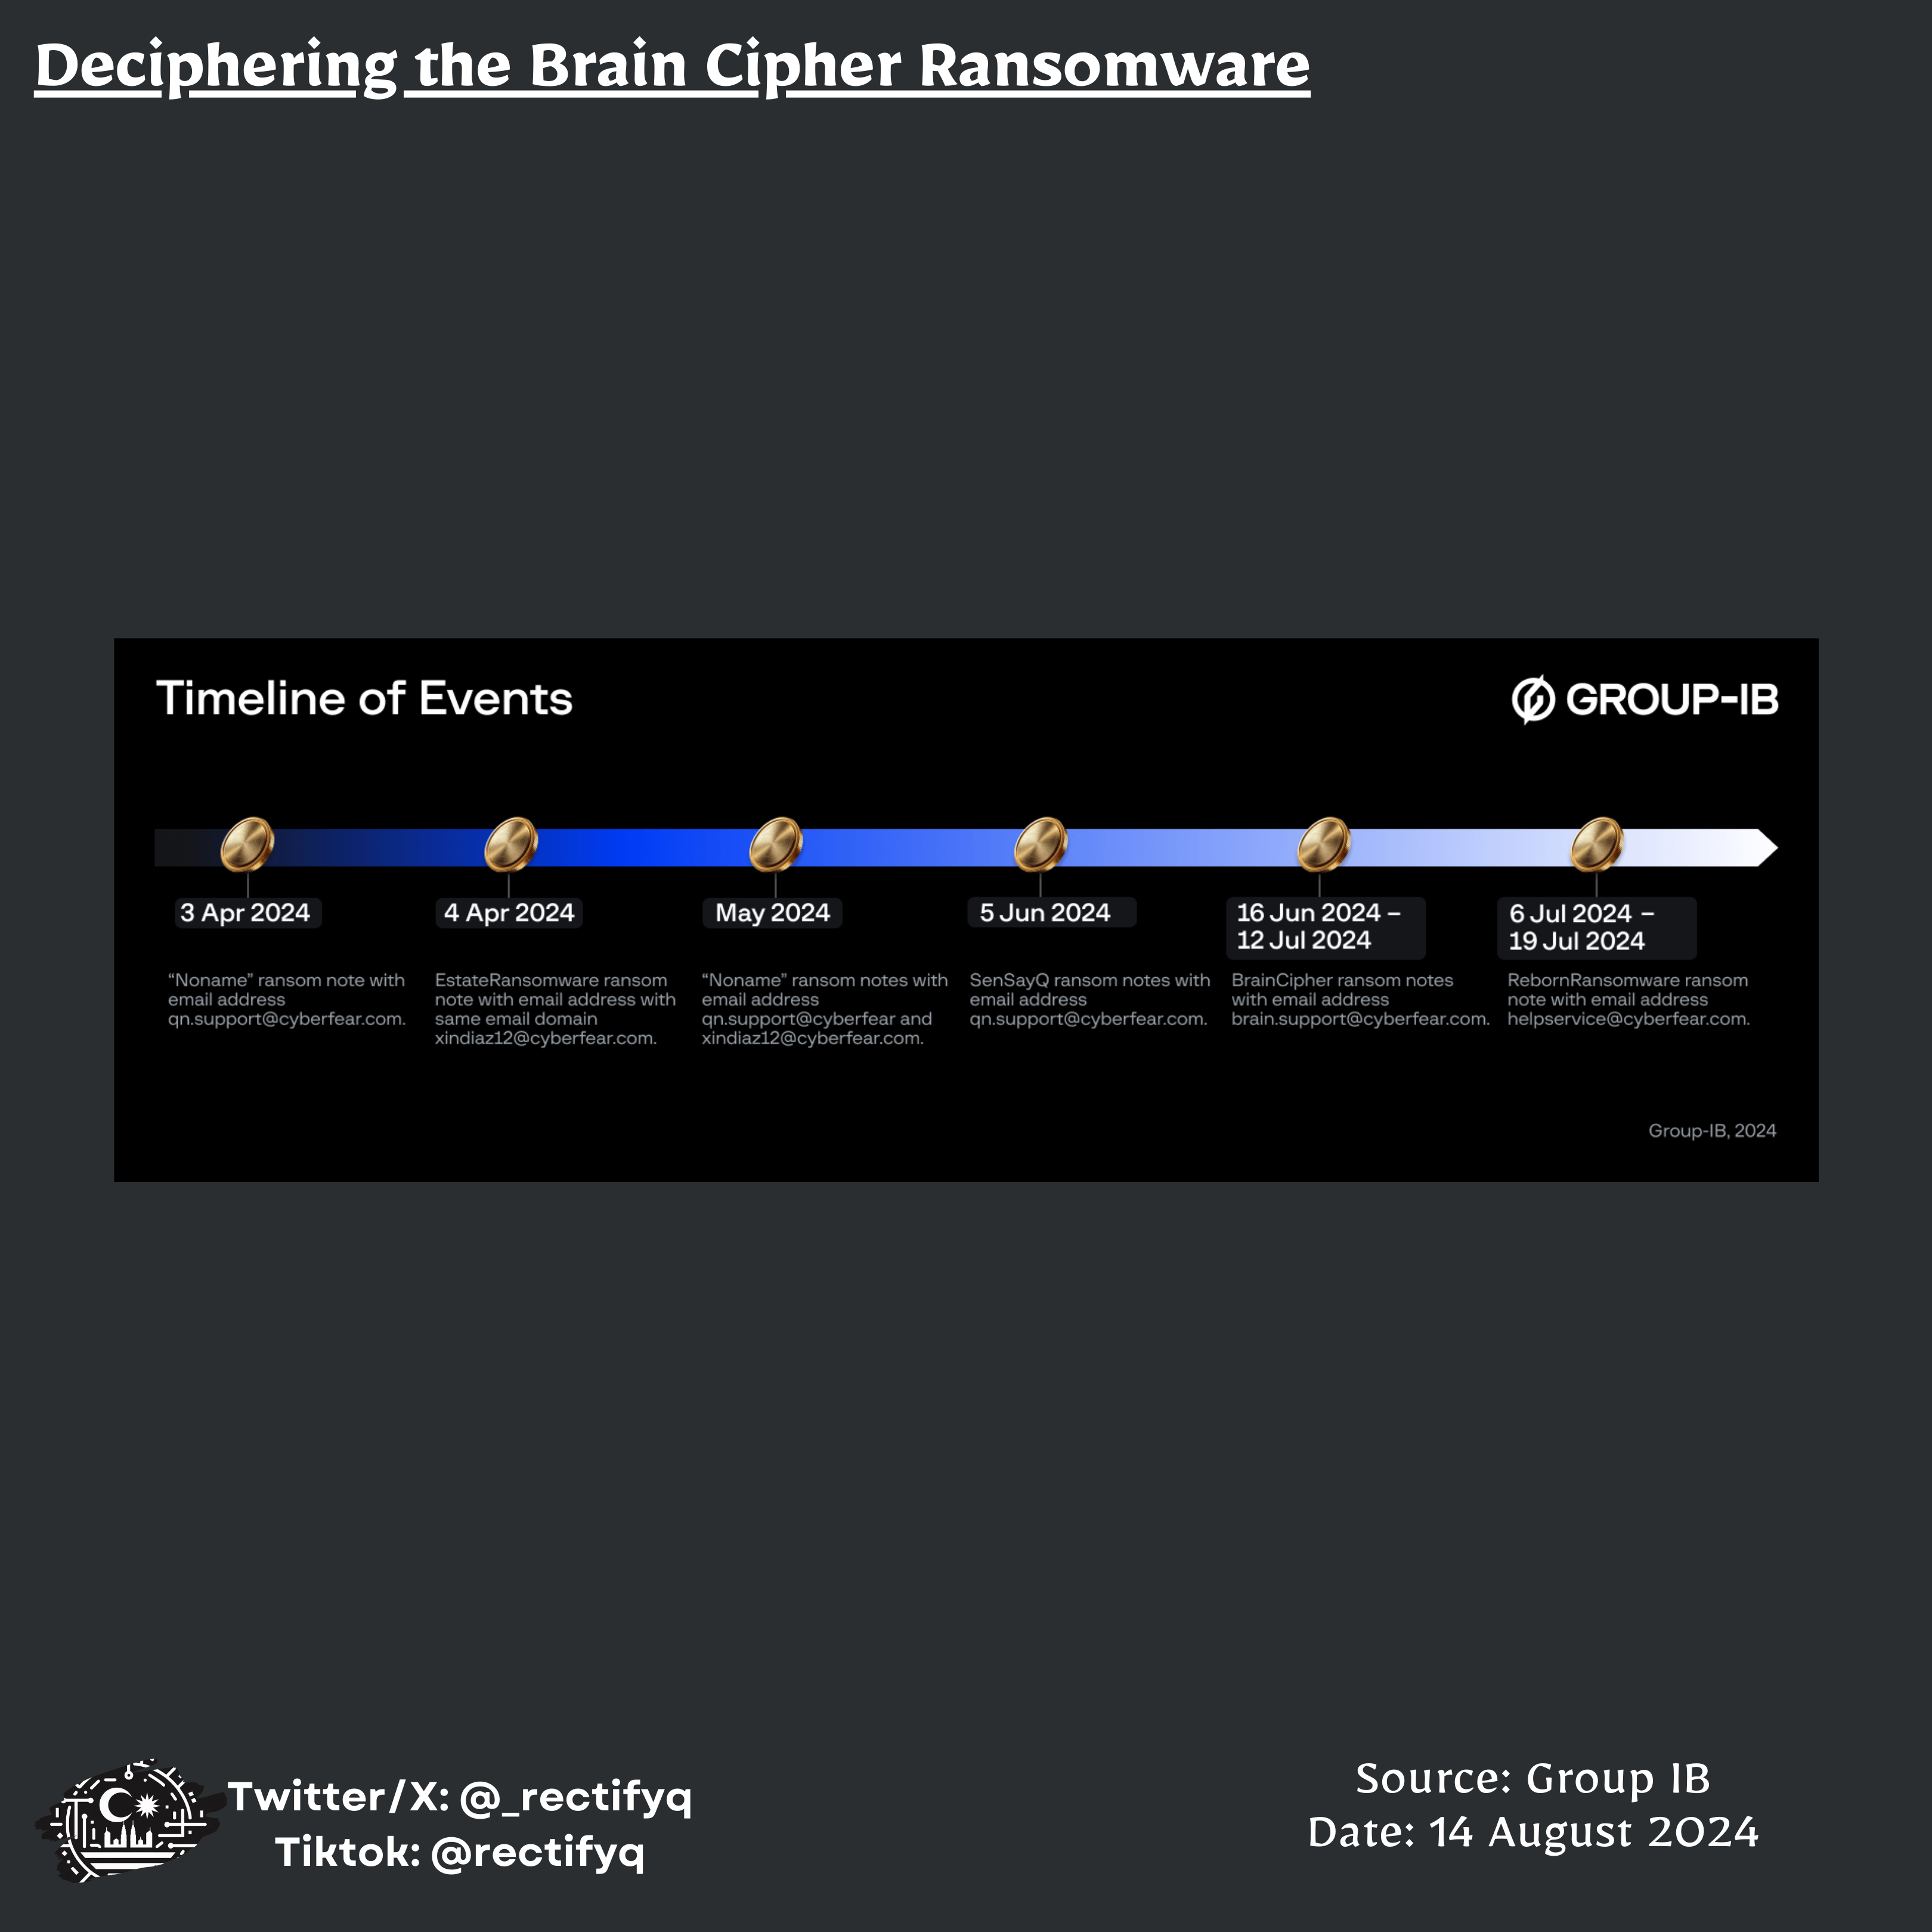 Deciphering the Brain Cipher Ransomware
Timeline of Events
GROUP-IB
3 Apr 2024
“Noname” ransom note with
email address
qn.support@cyberfear.com.
4 Apr 2024
EstateRansomware ransom
note with email address with
same email domain
xindiaz12@cyberfear.com.
May 2024
“Noname” ransom notes with
email address
qn.support@cyberfear and
xindiaz12@cyberfear.com.
5 Jun 2024
SenSayQ ransom notes with
email address
qn.support@cyberfear.com.
16 Jun 2024 –
12 Jul 2024
BrainCipher ransom notes
with email address
brain.support@cyberfear.com.
6 Jul 2024 –
19 Jul 2024
RebornRansomware ransom
note with email address
helpservice@cyberfear.com.
Group-IB, 2024
Twitter/X: @_rectifyq
Tiktok: @rectifyq
Source: Group IB
Date: 14 August 2024